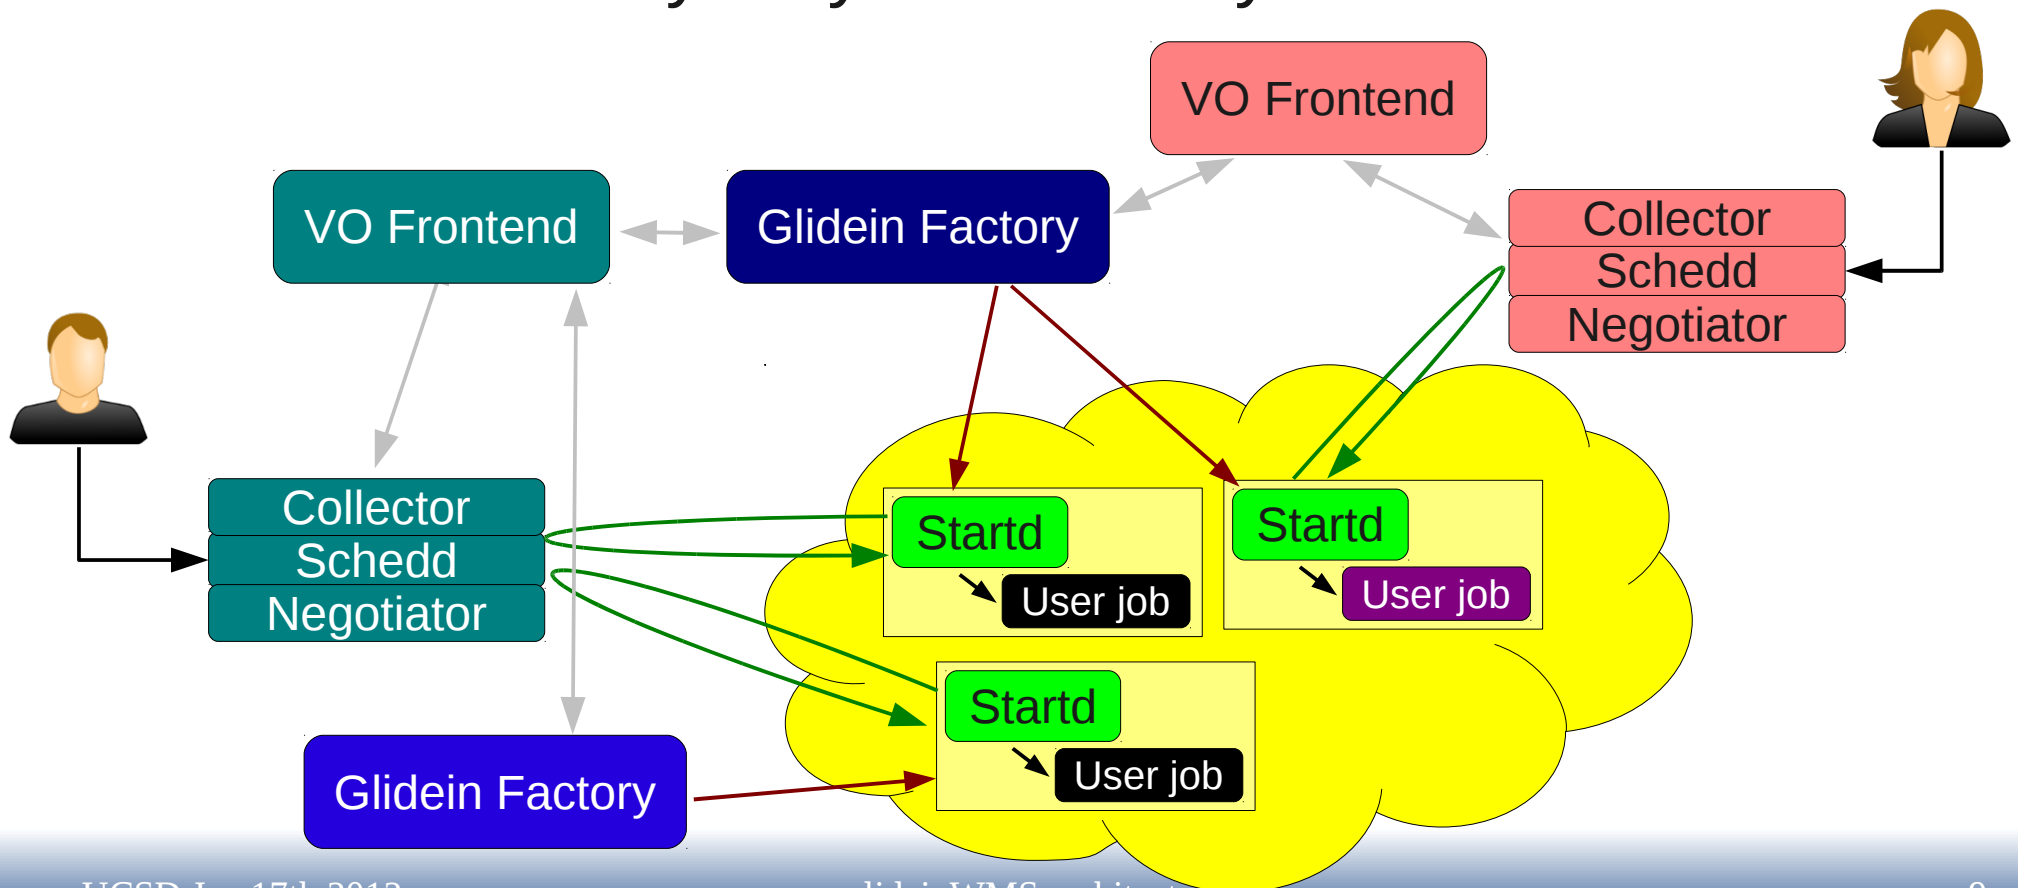 VO Frontend
VO Frontend
Glidein Factory
Collector
Schedd
Negotiator
Collector
Schedd
Negotiator
Startd
User job
Startd
User job
Startd
User job
Glidein Factory